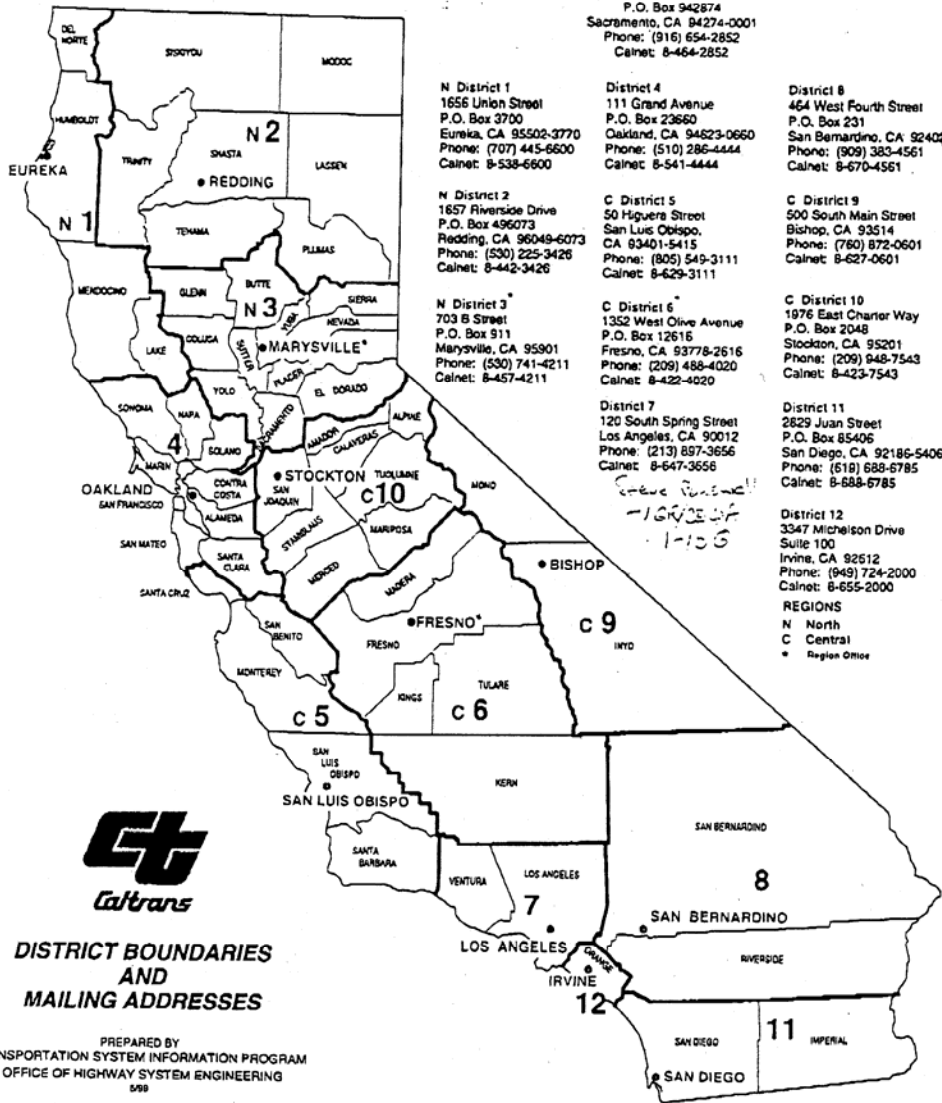 P.O. Box 942874
Sacramento, CA 94274-0001
Phone: (916) 654-2852
Calnet: 8-464-2852
N District 1
1656 Union Street
P.O. Box 3700
Eureka, CA 95502-3770
Phone: (707) 445-6600
Calnet: 8-538-6600
N District 2
1657 Riverside Drive
P.O. Box 496073
Redding, CA 96049-6073
Phone: (530) 225-3426
Calnet: 8-442-3426
N District 3*
703 B Street
P.O. Box 911
Marysville, CA 95901
Phone: (530) 741-4211
Calnet: 8-457-4211
District 4
111 Grand Avenue
P.O. Box 23660
Oakland, CA 94623-0660
Phone: (510) 286-4444
Calnet: 8-541-4444
C District 5
50 Higuera Street
San Luis Obispo,
CA 93401-5415
Phone: (805) 549-3111
Calnet: 8-629-3111
C District 6*
1352 West Olive Avenue
P.O. Box 12616
Fresno, CA 93778-2616
Phone: (209) 488-4020
Calnet: 8-422-4020
District 7
120 South Spring Street
Los Angeles, CA 90012
Phone: (213) 897-3656
Calnet: 8-647-3656
Steve
District 8
464 West Fourth Street
P.O. Box 231
San Bernardino, CA 92402
Phone: (909) 383-4561
Calnet: 8-670-4561
C District 9
500 South Main Street
Bishop, CA 93514
Phone: (760) 872-0601
Calnet: 8-627-0601
C District 10
1976 East Charter Way
P.O. Box 2048
Stockton, CA 95201
Phone: (209) 948-7543
Calnet: 8-423-7543
District 11
2829 Juan Street
P.O. Box 85406
San Diego, CA 92186-5406
Phone: (619) 688-6785
Calnet: 8-688-6785
District 12
3347 Michelson Drive
Suite 100
Irvine, CA 92612
Phone: (949) 724-2000
Calnet: 8-655-2000
REGIONS
N North
C Central
* Region Office
DEL NORTE
SISKIYOU
MODOC
HUMBOLDT
N 2
TRINITY
SHASTA
LASSEN
EUREKA
REDDING
N 1
TEHAMA
PLUMAS
MENDOCINO
GLENN
BUTTE
N 3
SIERRA
YUBA
NEVADA
LAKE
COLUSA
SUTTER
MARYSVILLE*
PLACER
YOLO
EL DORADO
SONOMA
NAPA
SACRAMENTO
ALPINE
AMADOR
4
SOLANO
CALAVERAS
MARIN
CONTRA COSTA
STOCKTON
TUOLUMNE
MONO
OAKLAND
SAN JOAQUIN
C10
SAN FRANCISCO
ALAMEDA
STANISLAUS
MARIPOSA
SAN MATEO
SANTA CLARA
MERCED
MADERA
BISHOP
SANTA CRUZ
SAN BENITO
FRESNO*
FRESNO
C 9
INYO
MONTEREY
KINGS
TULARE
C 5
C 6
SAN LUIS OBISPO
KERN
SAN LUIS OBISPO
SAN BERNARDINO
SANTA BARBARA
VENTURA
LOS ANGELES
8
7
SAN BERNARDINO
LOS ANGELES
ORANGE
RIVERSIDE
IRVINE
12
SAN DIEGO
11
IMPERIAL
SAN DIEGO
Ct
Caltrans
DISTRICT BOUNDARIES
AND
MAILING ADDRESSES
PREPARED BY
NSPORTATION SYSTEM INFORMATION PROGRAM
OFFICE OF HIGHWAY SYSTEM ENGINEERING
5/99